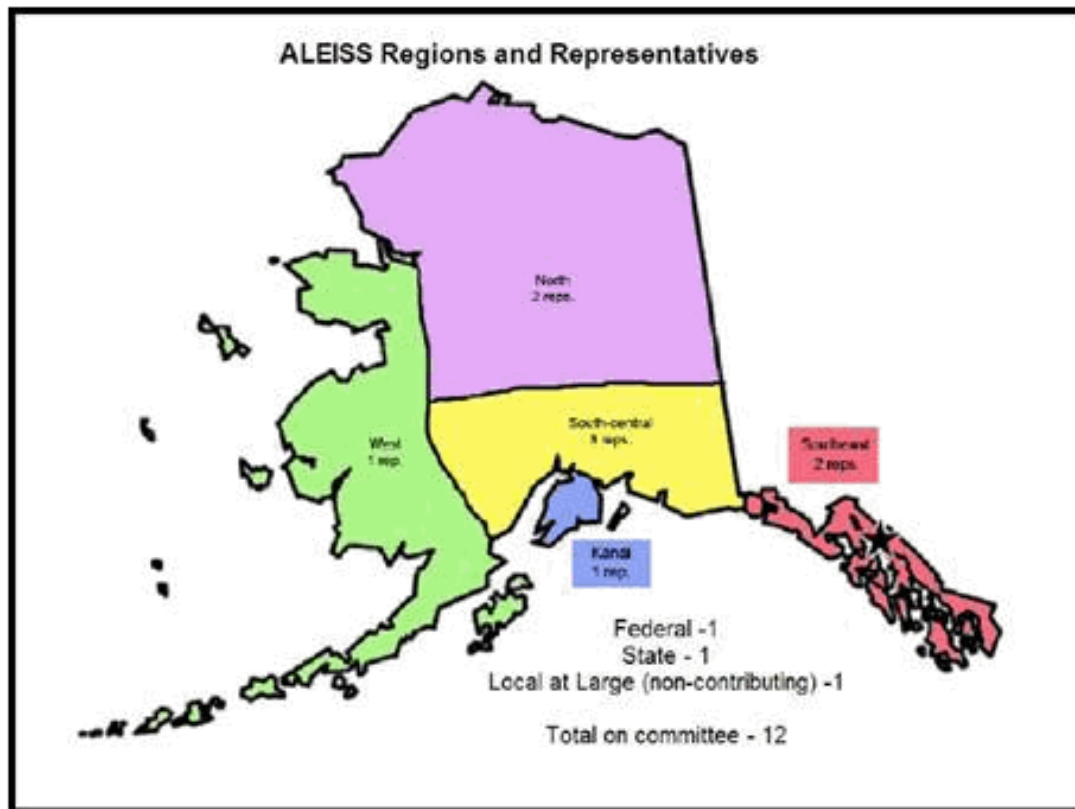 ALEISS Regions and Representatives
North
2 reps.
South-central
3 reps.
West
1 rep.
Southeast
2 reps.
Kenai
1 rep.
Federal -1
State - 1
Local at Large (non-contributing) -1
Total on committee - 12